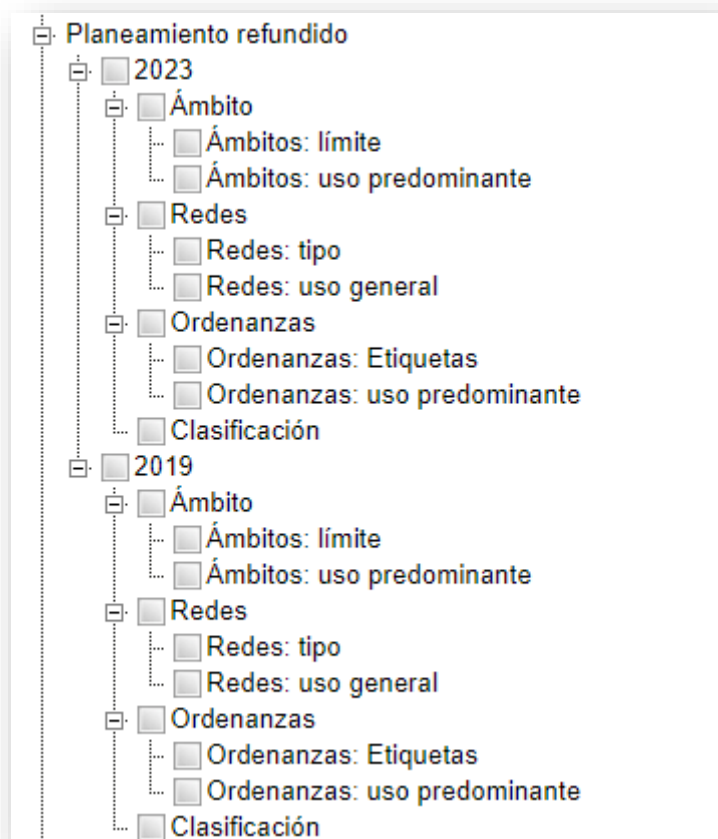 Planeamiento refundido
2023
Ámbito
Ámbitos: límite
Ámbitos: uso predominante
Redes
Redes: tipo
Redes: uso general
Ordenanzas
Ordenanzas: Etiquetas
Ordenanzas: uso predominante
Clasificación
2019
Ámbito
Ámbitos: límite
Ámbitos: uso predominante
Redes
Redes: tipo
Redes: uso general
Ordenanzas
Ordenanzas: Etiquetas
Ordenanzas: uso predominante
Clasificación